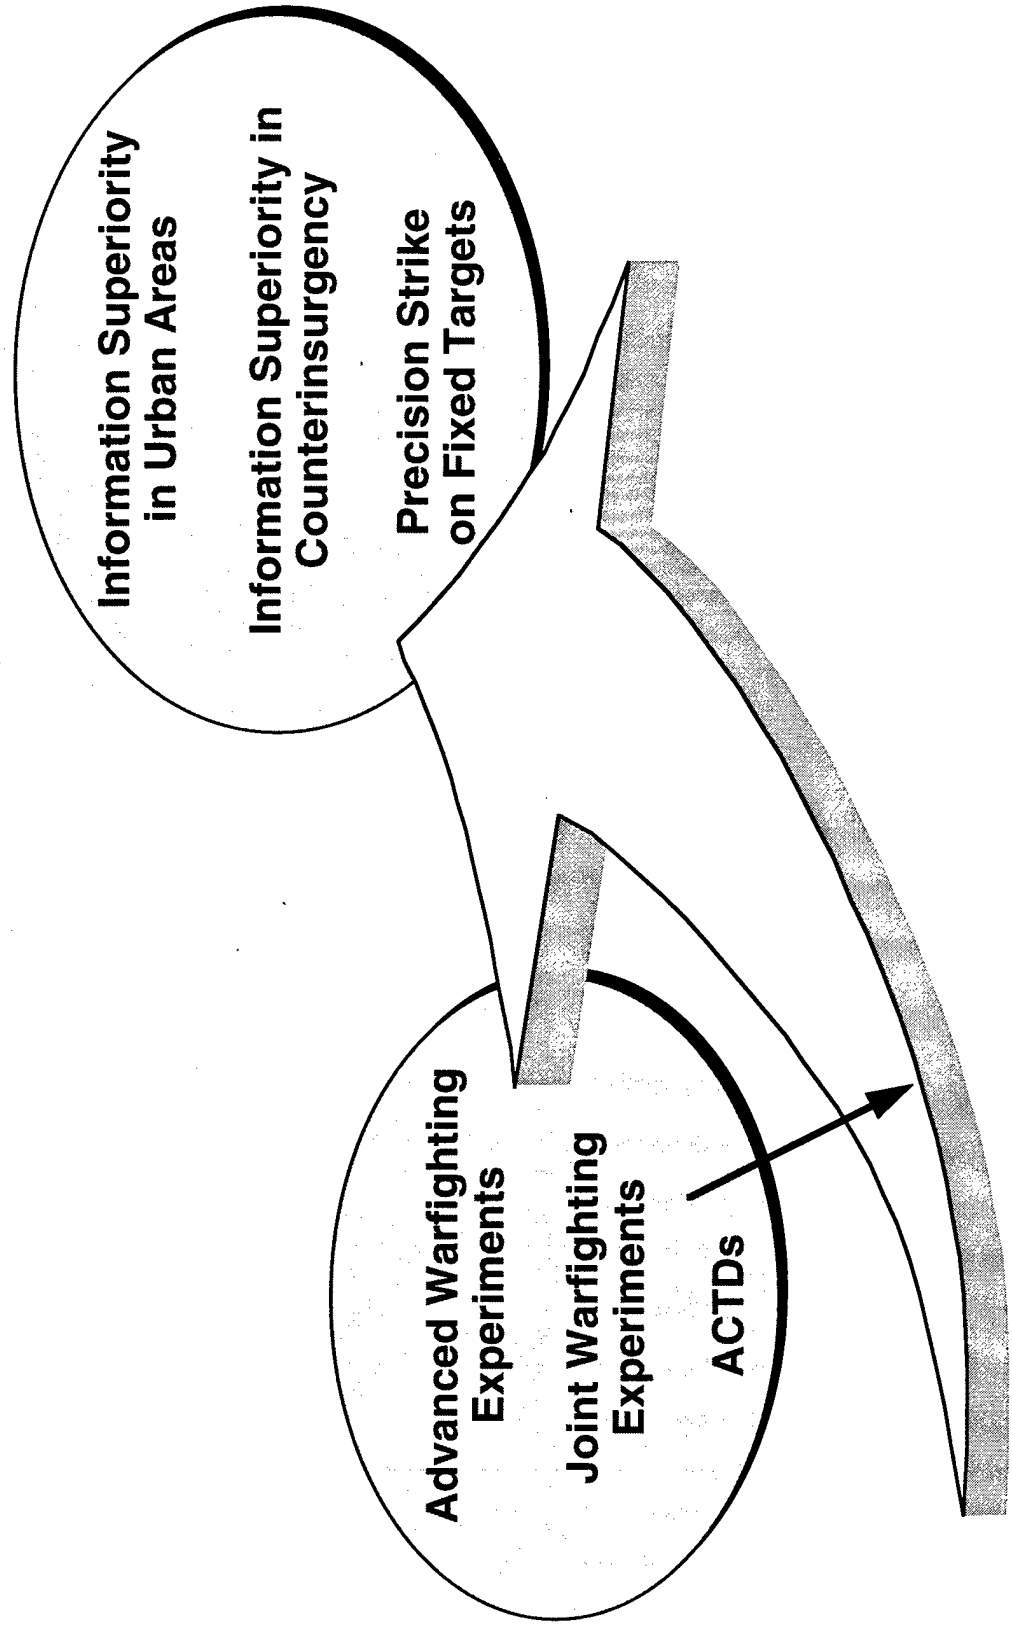 Information Superiority
in Urban Areas
Information Superiority in
Counterinsurgency
Precision Strike
on Fixed Targets
Advanced Warfighting
Experiments
Joint Warfighting
Experiments
ACTDs